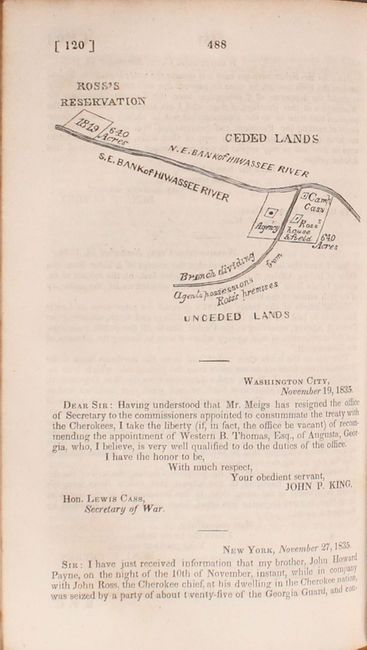 [ 120 ]
488
ROSS'S
RESERVATION
1819 640
Acres
CEDED LANDS
N.E. BANK of HIWASSEE RIVER
S.E. BANK of HIWASSEE RIVER
Camp
Cass
Agency
Ross'
house
& field
640
Acres
Branch dividing
Agents possessions from
Ross' premises
UNCEDED LANDS
WASHINGTON CITY,
November 19, 1835.
DEAR SIR: Having understood that Mr. Meigs has resigned the office
of Secretary to the commissioners appointed to consummate the treaty with
the Cherokees, I take the liberty (if, in fact, the office be vacant) of recom-
mending the appointment of Western B. Thomas, Esq., of Augusta, Geor-
gia, who, I believe, is very well qualified to do the duties of the office.
I have the honor to be,
With much respect,
Your obedient servant,
JOHN P. KING.
Hon. LEWIS CASS,
Secretary of War.
NEW YORK, November 27, 1835.
SIR: I have just received information that my brother, John Howard
Payne, on the night of the 10th of November, instant, while in company
with John Ross, the Cherokee chief, at his dwelling in the Cherokee nation,
was seized by a party of about twenty-five of the Georgia Guard, and con-